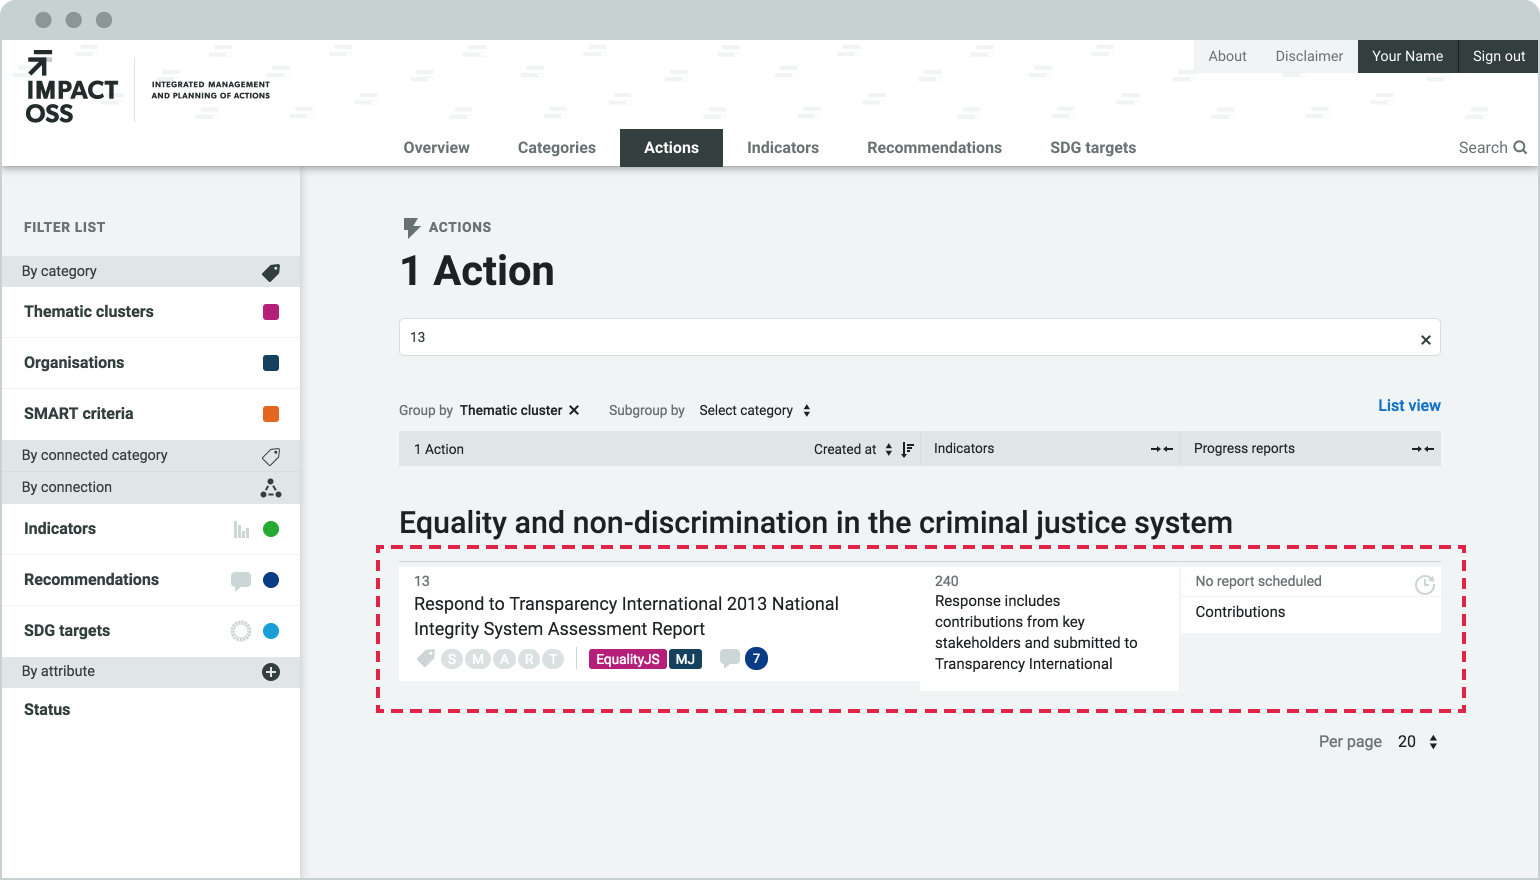 IMPACT
OSS
INTEGRATED MANAGEMENT
AND PLANNING OF ACTIONS
About
Disclaimer
Your Name
Sign out
Overview
Categories
Actions
Indicators
Recommendations
SDG targets
Search
FILTER LIST
By category
Thematic clusters
Organisations
SMART criteria
By connected category
By connection
Indicators
Recommendations
SDG targets
By attribute
Status
ACTIONS
1 Action
13
Group by Thematic cluster
Subgroup by Select category
List view
1 Action
Created at
Indicators
Progress reports
Equality and non-discrimination in the criminal justice system
13
Respond to Transparency International 2013 National
Integrity System Assessment Report
S M A R T
EqualityJS MJ
7
240
Response includes
contributions from key
stakeholders and submitted to
Transparency International
No report scheduled
Contributions
Per page 20